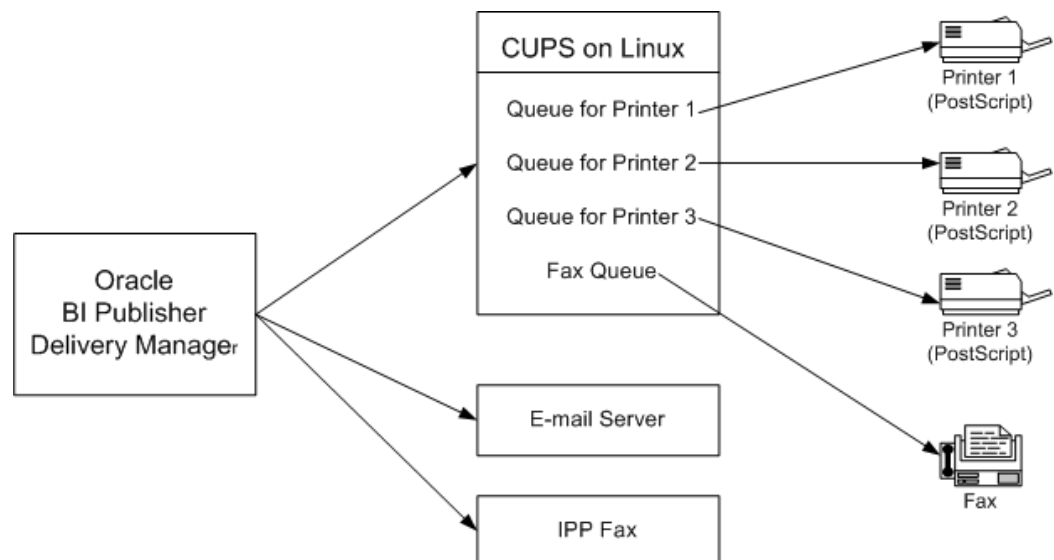 Oracle
BI Publisher
Delivery Manager
CUPS on Linux
Queue for Printer 1
Queue for Printer 2
Queue for Printer 3
Fax Queue
E-mail Server
IPP Fax
Printer 1
(PostScript)
Printer 2
(PostScript)
Printer 3
(PostScript)
Fax